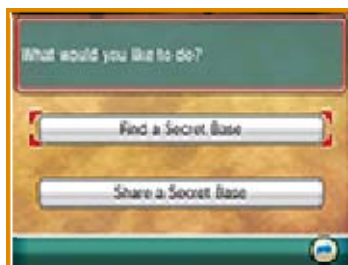 What would you like to do?
Find a Secret Base
Share a Secret Base